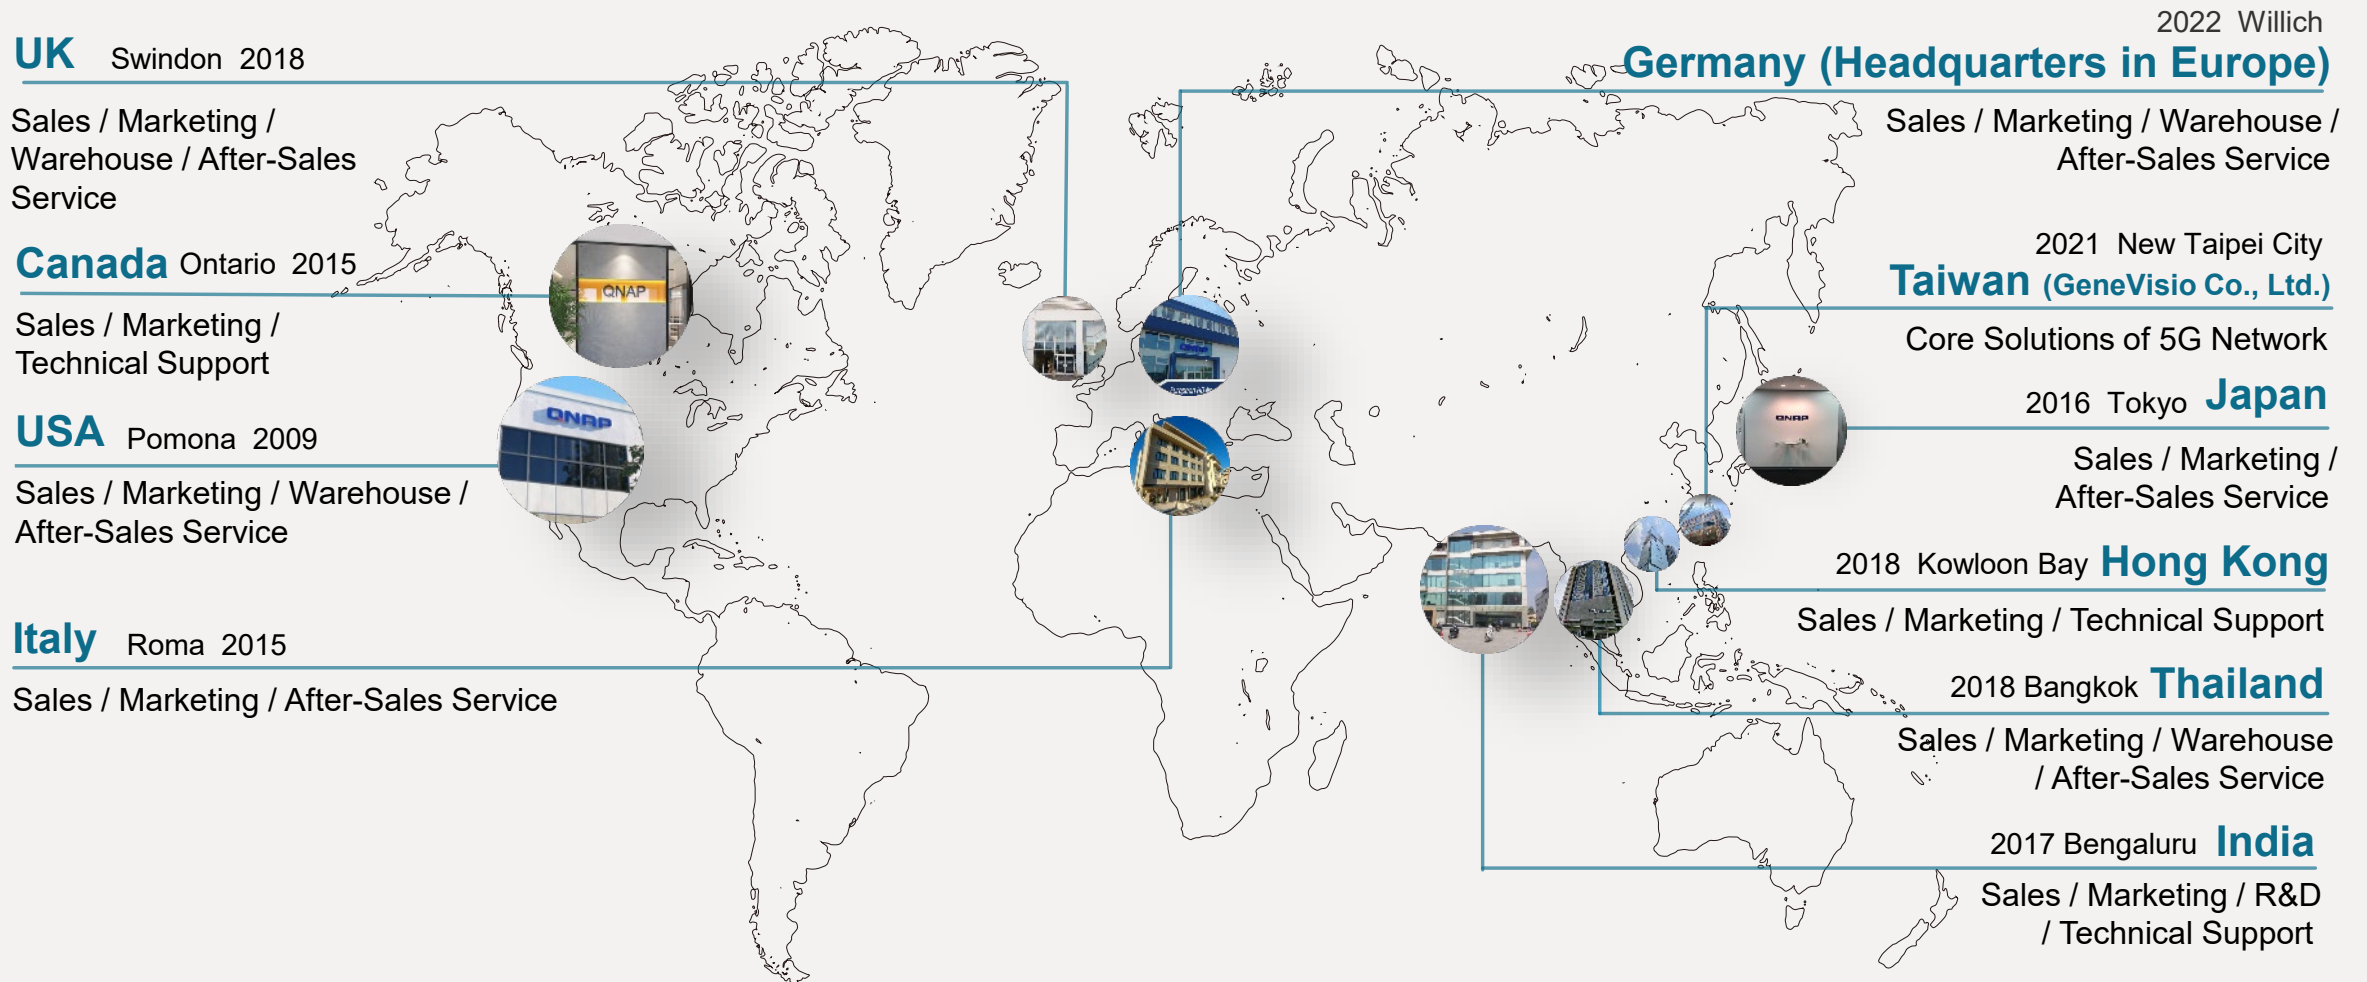 UK Swindon 2018
Sales / Marketing /
Warehouse / After-Sales
Service
Canada Ontario 2015
Sales / Marketing /
Technical Support
USA Pomona 2009
Sales / Marketing / Warehouse /
After-Sales Service
Italy Roma 2015
Sales / Marketing / After-Sales Service
QNAP
QNAP
QNAP
2022 Willich
Germany (Headquarters in Europe)
Sales / Marketing / Warehouse /
After-Sales Service
2021 New Taipei City
Taiwan (GeneVisio Co., Ltd.)
Core Solutions of 5G Network
2016 Tokyo Japan
Sales / Marketing /
After-Sales Service
2018 Kowloon Bay Hong Kong
Sales / Marketing / Technical Support
2018 Bangkok Thailand
Sales / Marketing / Warehouse
/ After-Sales Service
2017 Bengaluru India
Sales / Marketing / R&D
/ Technical Support